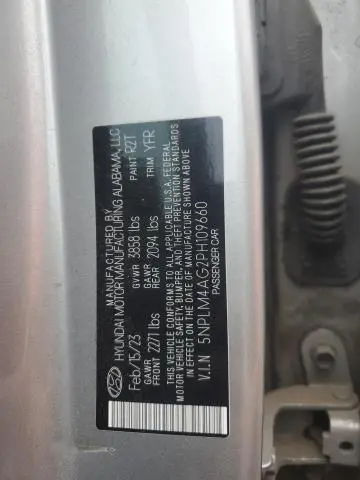 MANUFACTURED BY
HYUNDAI MOTOR MANUFACTURING ALABAMA, LLC
Feb/15/23 GVWR 3858 lbs PAINT R2T
GAWR FRONT 2271 lbs GAWR REAR 2094 lbs TRIM YFR
THIS VEHICLE CONFORMS TO ALL APPLICABLE U.S.A. FEDERAL
MOTOR VEHICLE SAFETY, BUMPER, AND THEFT PREVENTION STANDARDS
IN EFFECT ON THE DATE OF MANUFACTURE SHOWN ABOVE.
V.I.N 5NPLM4AG2PH109660
PASSENGER CAR